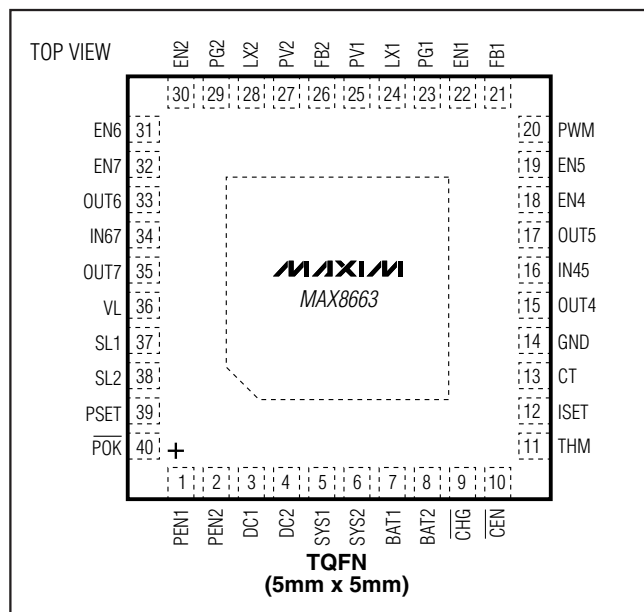 TOP VIEW
EN2 PG2 LX2 PV2 FB2 PV1 LX1 PG1 EN1 FB1
30 29 28 27 26 25 24 23 22 21
EN6 31 20 PWM
EN7 32 19 EN5
OUT6 33 18 EN4
IN67 34 17 OUT5
OUT7 35 16 IN45
VL 36 15 OUT4
SL1 37 14 GND
SL2 38 13 CT
PSET 39 12 ISET
POK 40 + 11 THM
MAXIM
MAX8663
1 2 3 4 5 6 7 8 9 10
PEN1 PEN2 DC1 DC2 SYS1 SYS2 BAT1 BAT2 CHG CEN
TQFN
(5mm x 5mm)